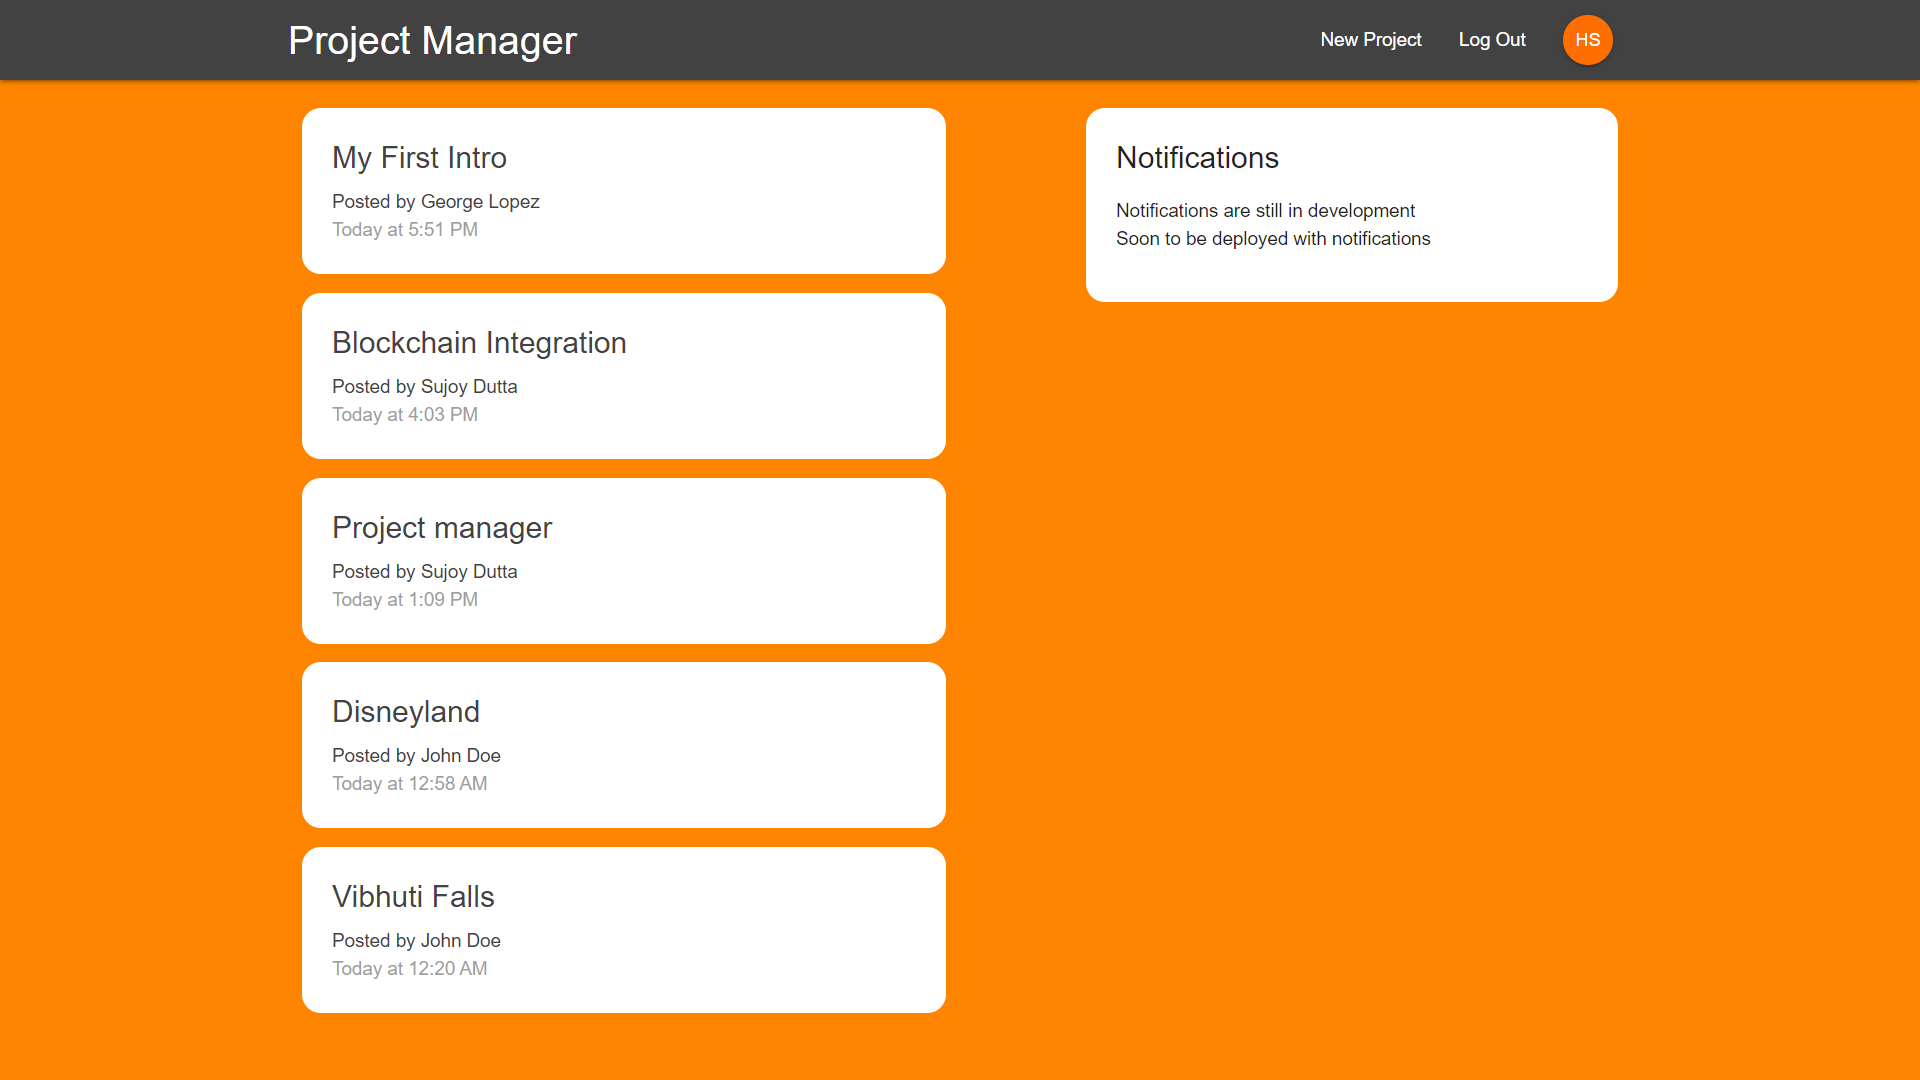 Project Manager
New Project
Log Out
HS
My First Intro
Posted by George Lopez
Today at 5:51 PM
Blockchain Integration
Posted by Sujoy Dutta
Today at 4:03 PM
Project manager
Posted by Sujoy Dutta
Today at 1:09 PM
Disneyland
Posted by John Doe
Today at 12:58 AM
Vibhuti Falls
Posted by John Doe
Today at 12:20 AM
Notifications
Notifications are still in development
Soon to be deployed with notifications